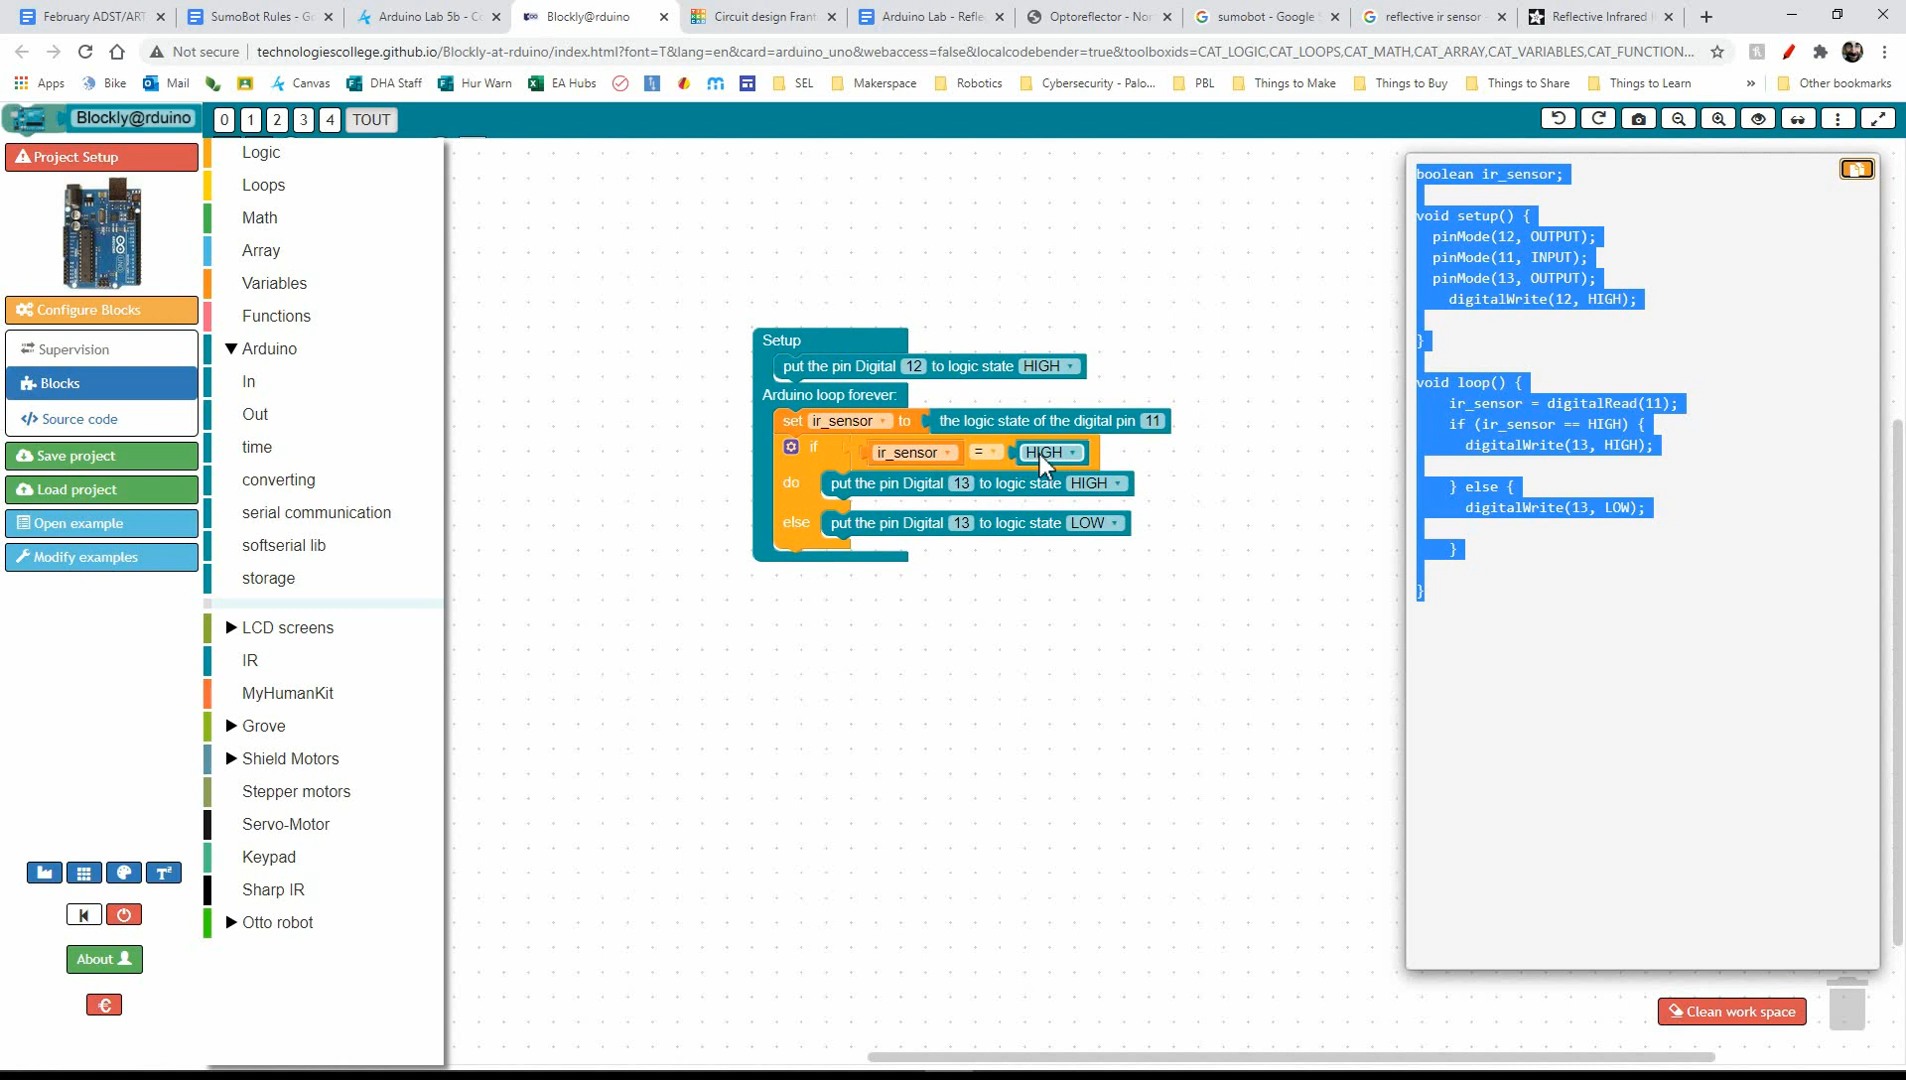 February ADST/ART
SumoBot Rules - Go
Arduino Lab 5b - Co
Blockly@rduino
Circuit design Frant
Arduino Lab - Refle
Optoreflector - Nor
sumobot - Google S
reflective ir sensor
Reflective Infrared I
Not secure
technologiescollege.github.io/Blockly-at-rduino/index.html?font=T&lang=en&card=arduino_uno&webaccess=false&localcodebender=true&toolboxids=CAT_LOGIC,CAT_LOOPS,CAT_MATH,CAT_ARRAY,CAT_VARIABLES,CAT_FUNCTION...
Apps
Bike
Mail
Canvas
DHA Staff
Hur Warn
EA Hubs
SEL
Makerspace
Robotics
Cybersecurity - Palo...
PBL
Things to Make
Things to Buy
Things to Share
Things to Learn
»
Other bookmarks
Blockly@rduino
0
1
2
3
4
TOUT
Project Setup
Configure Blocks
Supervision
Blocks
</> Source code
Save project
Load project
Open example
Modify examples
About
€
Logic
Loops
Math
Array
Variables
Functions
Arduino
In
Out
time
converting
serial communication
softserial lib
storage
LCD screens
IR
MyHumanKit
Grove
Shield Motors
Stepper motors
Servo-Motor
Keypad
Sharp IR
Otto robot
Setup
put the pin Digital 12 to logic state HIGH
Arduino loop forever:
set ir_sensor to the logic state of the digital pin 11
if ir_sensor = HIGH
do put the pin Digital 13 to logic state HIGH
else put the pin Digital 13 to logic state LOW
boolean ir_sensor;
void setup() {
pinMode(12, OUTPUT);
pinMode(11, INPUT);
pinMode(13, OUTPUT);
digitalWrite(12, HIGH);
}
void loop() {
ir_sensor = digitalRead(11);
if (ir_sensor == HIGH) {
digitalWrite(13, HIGH);
} else {
digitalWrite(13, LOW);
}
}
Clean work space